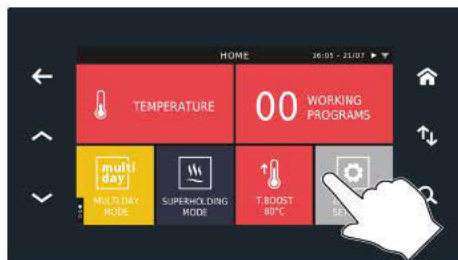 HOME
16:05 - 21/07
TEMPERATURE
00 WORKING
PROGRAMS
multi
day
MULTI DAY
MODE
SUPERHOLDING
MODE
T.BOOST
80°C